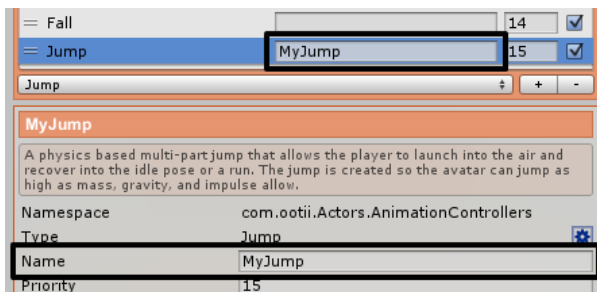 Fall 14
Jump MyJump 15
Jump + -
MyJump
A physics based multi-part jump that allows the player to launch into the air and
recover into the idle pose or a run. The jump is created so the avatar can jump as
high as mass, gravity, and impulse allow.
Namespace com.ootii.Actors.AnimationControllers
Type Jump
Name MyJump
Priority 15